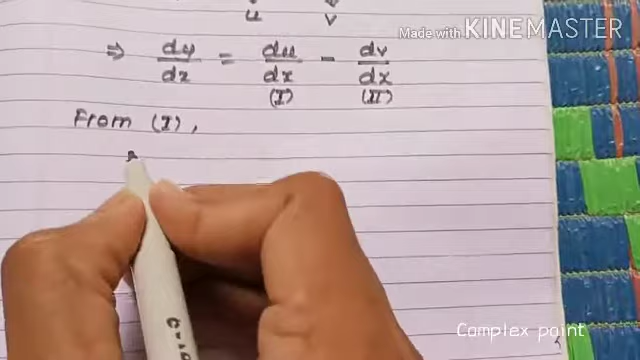 u v
Made with KINEMASTER
⇒ dy/dx = du/dx - dv/dx
(I) (II)
From (I),
Complex point